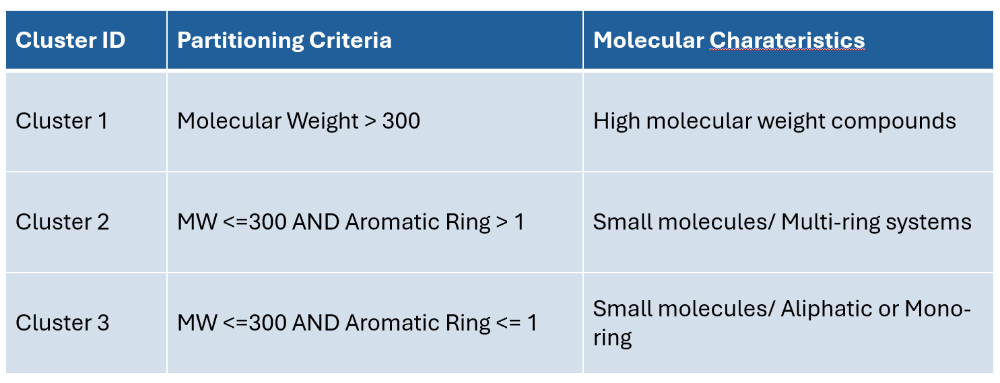 Cluster ID
Partitioning Criteria
Molecular Charateristics
Cluster 1
Molecular Weight > 300
High molecular weight compounds
Cluster 2
MW <=300 AND Aromatic Ring > 1
Small molecules/ Multi-ring systems
Cluster 3
MW <=300 AND Aromatic Ring <= 1
Small molecules/ Aliphatic or Mono-
ring